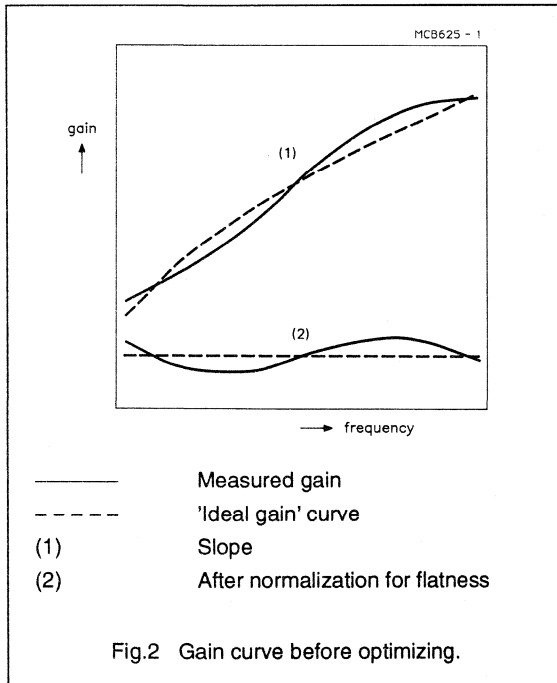 MCB625 - 1
gain
(1)
(2)
frequency
Measured gain
'Ideal gain' curve
(1) Slope
(2) After normalization for flatness
Fig.2 Gain curve before optimizing.